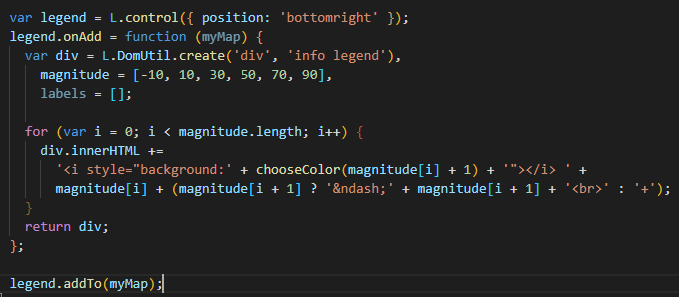 var legend = L.control({ position: 'bottomright' });
legend.onAdd = function (myMap) {
  var div = L.DomUtil.create('div', 'info legend'),
    magnitude = [-10, 10, 30, 50, 70, 90],
    labels = [];

  for (var i = 0; i < magnitude.length; i++) {
    div.innerHTML +=
      '<i style="background:' + chooseColor(magnitude[i] + 1) + '"></i> ' +
      magnitude[i] + (magnitude[i + 1] ? '&ndash;' + magnitude[i + 1] + '<br>' : '+');
  }
  return div;
};

legend.addTo(myMap);